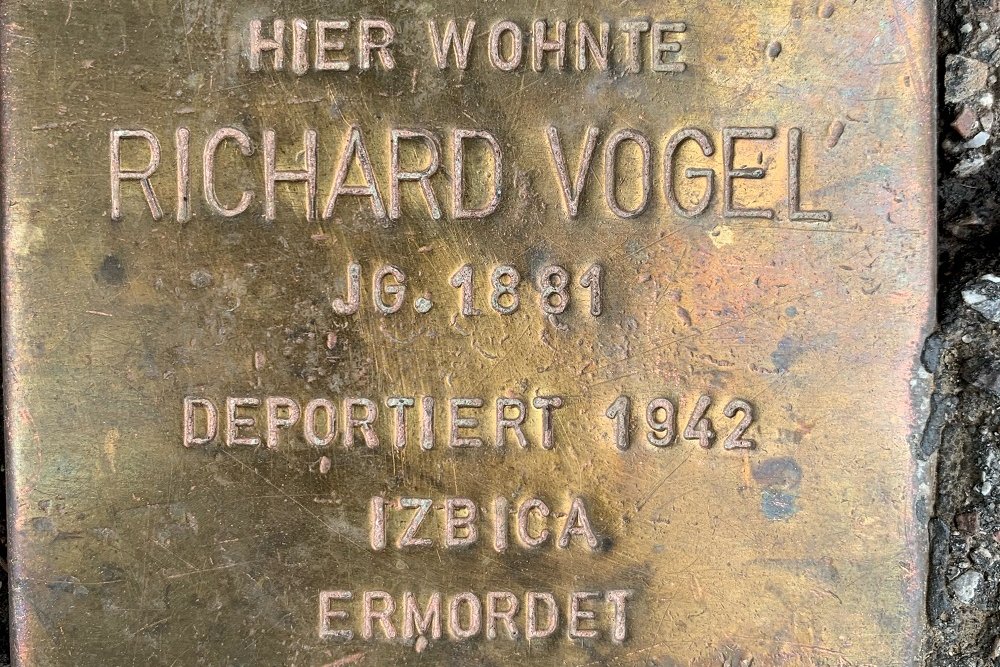 HIER WOHNTE
RICHARD VOGEL
JG. 1881
DEPORTIERT 1942
IZBICA
ERMORDET